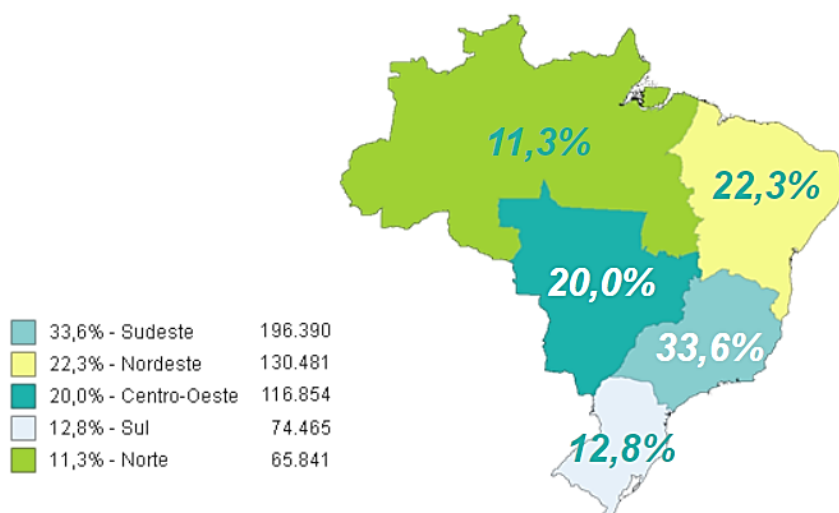 11,3%
22,3%
20,0%
33,6%
12,8%
33,6% - Sudeste 196.390
22,3% - Nordeste 130.481
20,0% - Centro-Oeste 116.854
12,8% - Sul 74.465
11,3% - Norte 65.841